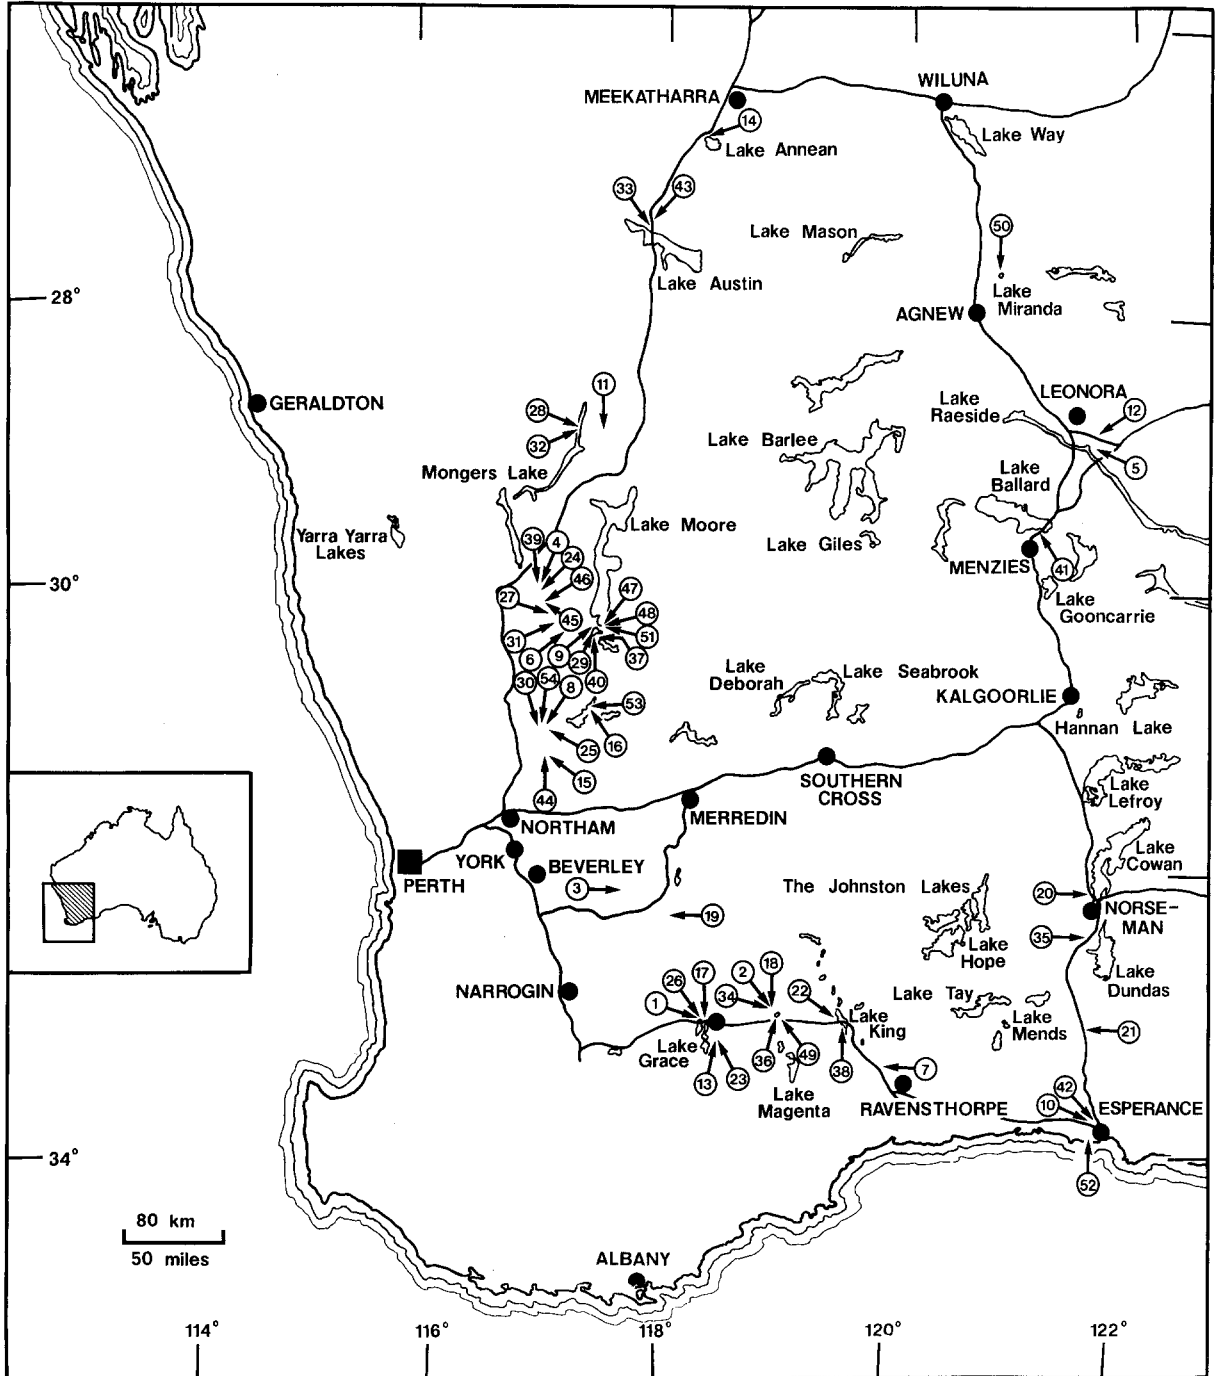 WILUNA
MEEKATHARRA
14
Lake Way
Lake Annean
33
43
Lake Mason
50
Lake Austin
28°
Lake
Miranda
AGNEW
11
LEONORA
GERALDTON
28
Lake
Raeside
12
32
Lake Barlee
Mongers Lake
5
Lake
Ballard
Lake Moore
Yarra Yarra
Lakes
39
4
24
Lake Giles
46
MENZIES
41
30°
27
47
Lake
Gooncarrie
45
48
31
51
6
9
29
37
30
54
8
40
Lake
Deborah
Lake Seabrook
KALGOORLIE
53
Hannan Lake
25
16
15
44
SOUTHERN
CROSS
Lake
Lefroy
MERREDIN
NORTHAM
YORK
Lake
Cowan
BEVERLEY
PERTH
3
The Johnston Lakes
20
NORSE-
MAN
19
35
Lake
Hope
Lake
Dundas
NARROGIN
26
17
2
18
34
22
Lake Tay
1
Lake
King
Lake
Mends
21
Lake
Grace
36
49
38
13
23
7
Lake
Magenta
RAVENSTHORPE
42
10
ESPERANCE
34°
52
80 km
50 miles
ALBANY
114°
116°
118°
120°
122°